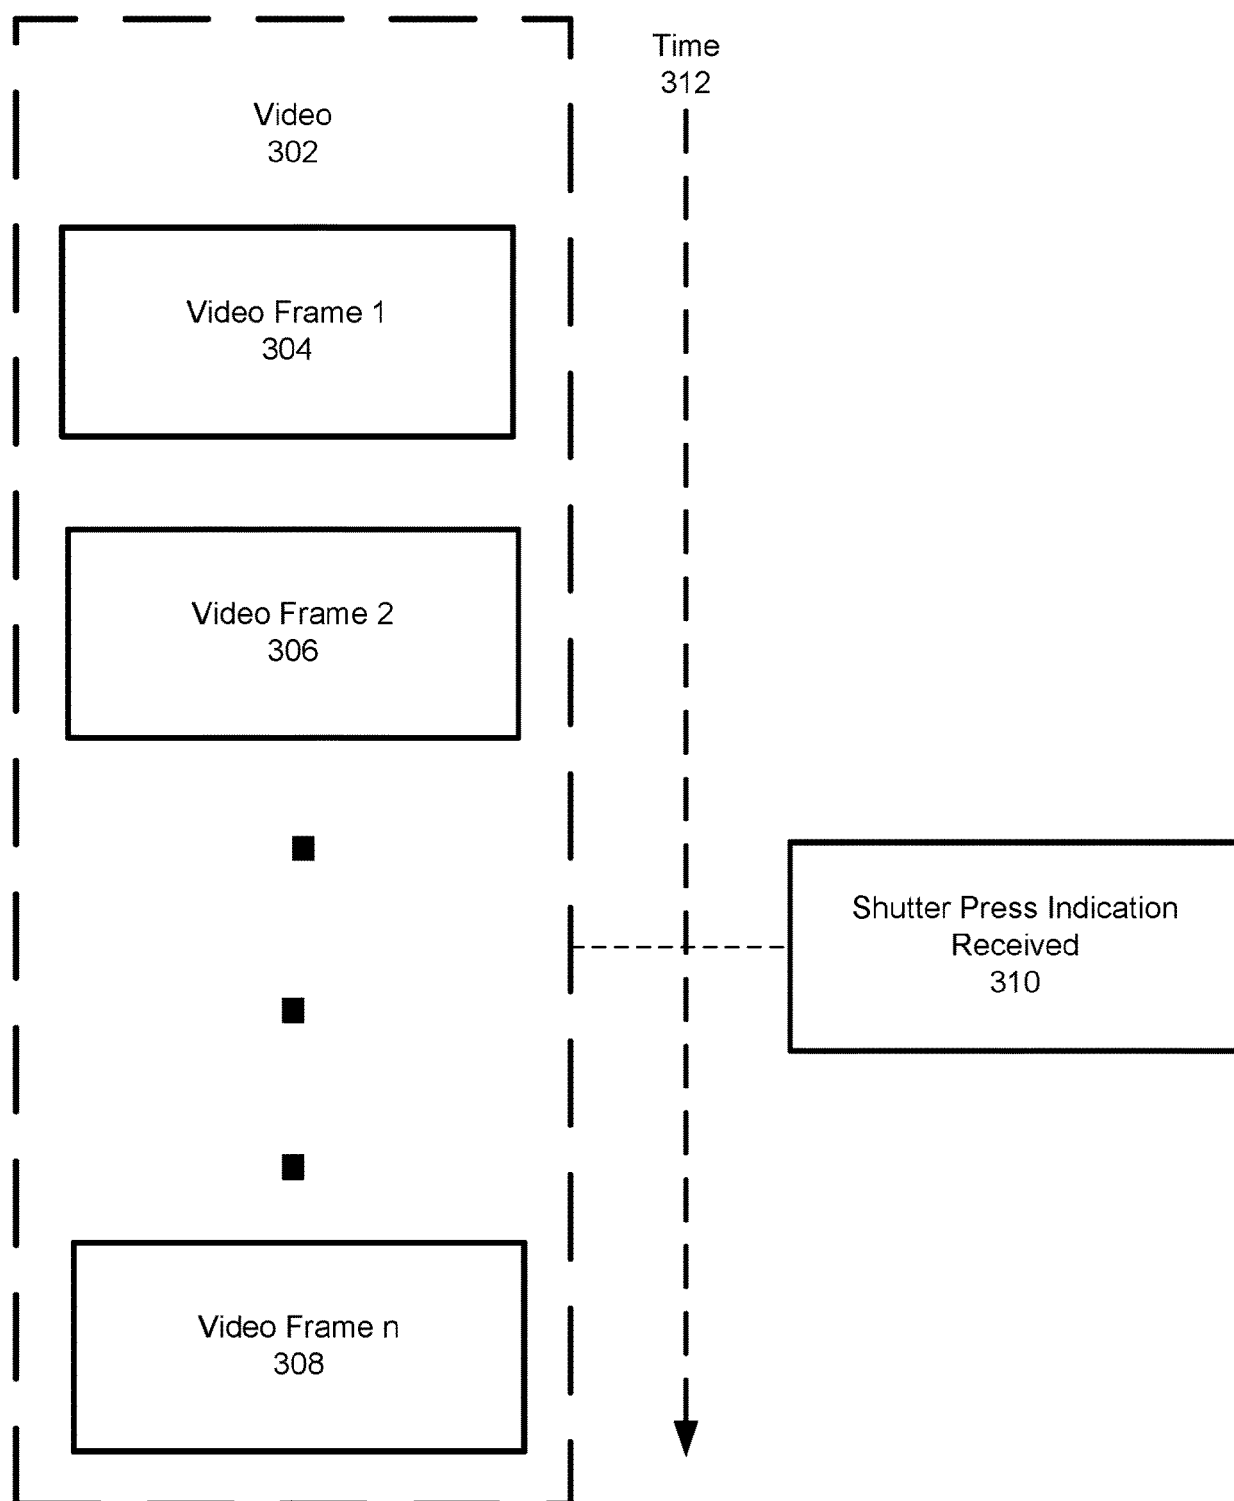 Time
312
Video
302
Video Frame 1
304
Video Frame 2
306
Shutter Press Indication
Received
310
Video Frame n
308